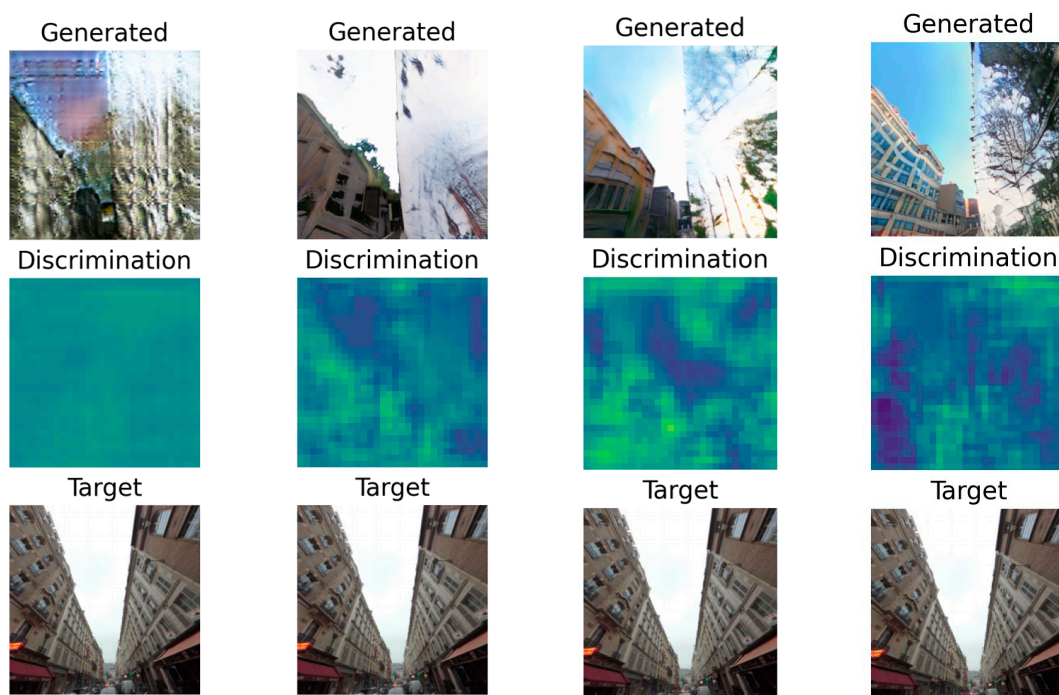 Generated Generated Generated Generated
Discrimination Discrimination Discrimination Discrimination
Target Target Target Target